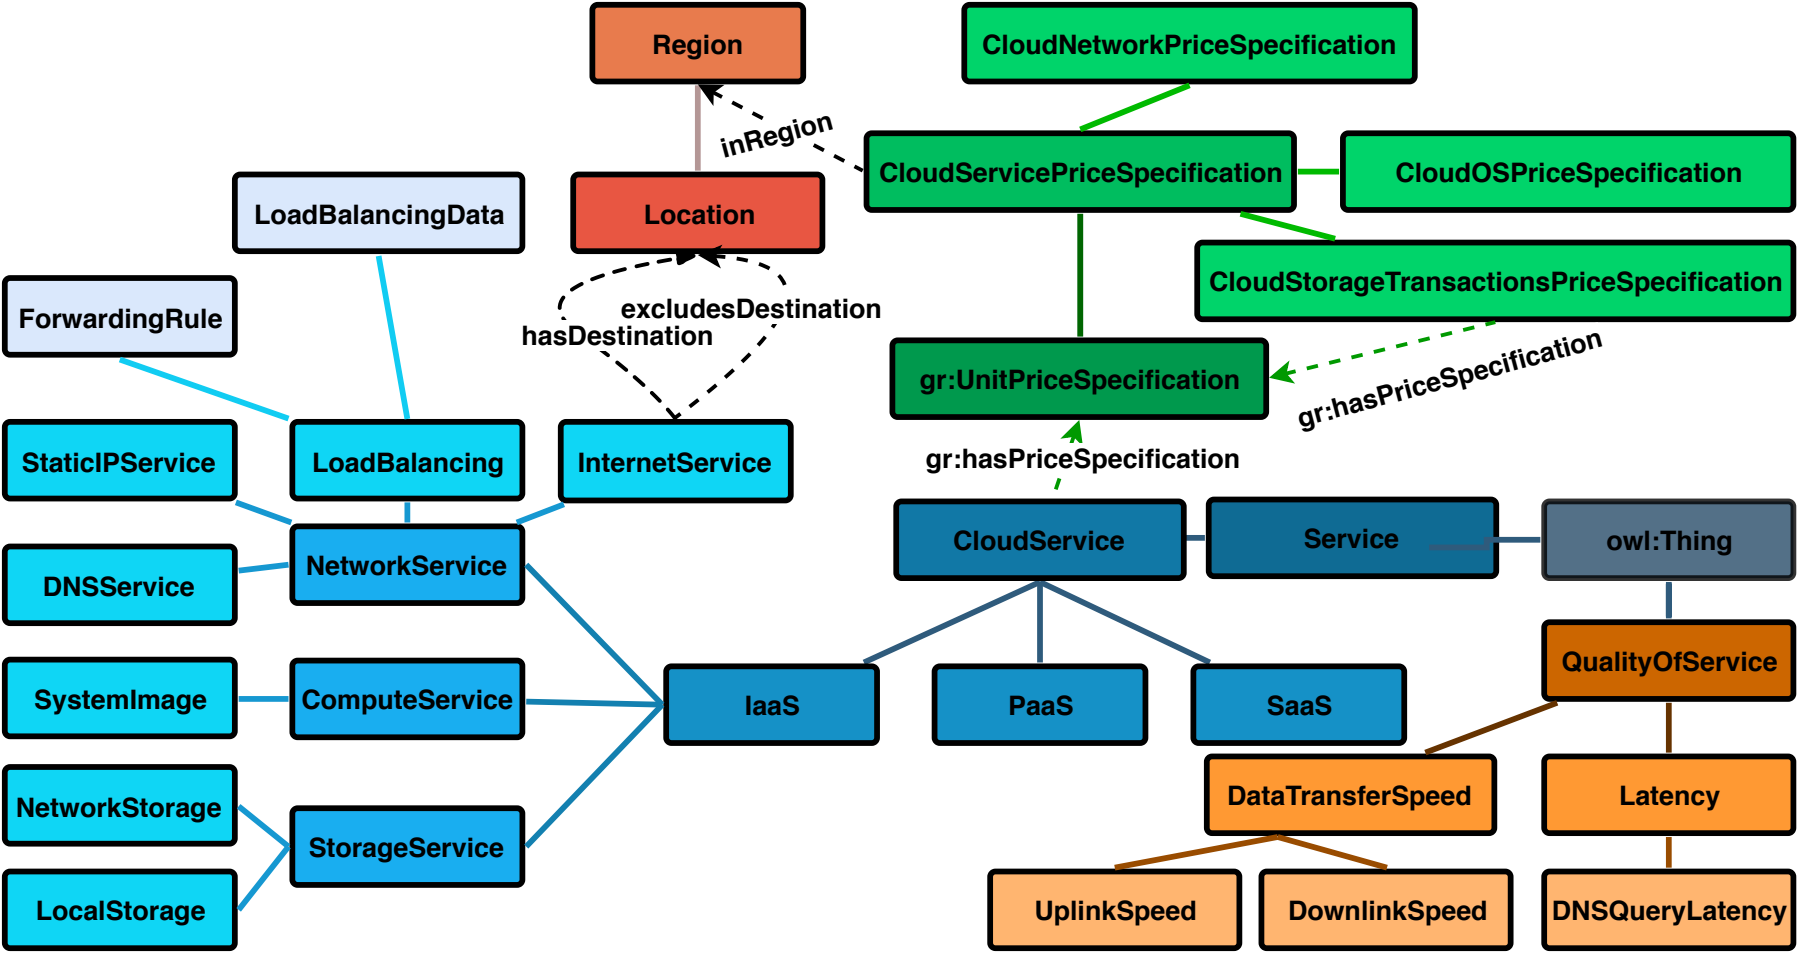 Region
CloudNetworkPriceSpecification
inRegion
CloudServicePriceSpecification
CloudOSPriceSpecification
LoadBalancingData
Location
CloudStorageTransactionsPriceSpecification
ForwardingRule
excludesDestination
hasDestination
gr:UnitPriceSpecification
gr:hasPriceSpecification
StaticIPService
LoadBalancing
InternetService
gr:hasPriceSpecification
CloudService
Service
owl:Thing
NetworkService
DNSService
QualityOfService
SystemImage
ComputeService
IaaS
PaaS
SaaS
DataTransferSpeed
Latency
NetworkStorage
StorageService
LocalStorage
UplinkSpeed
DownlinkSpeed
DNSQueryLatency